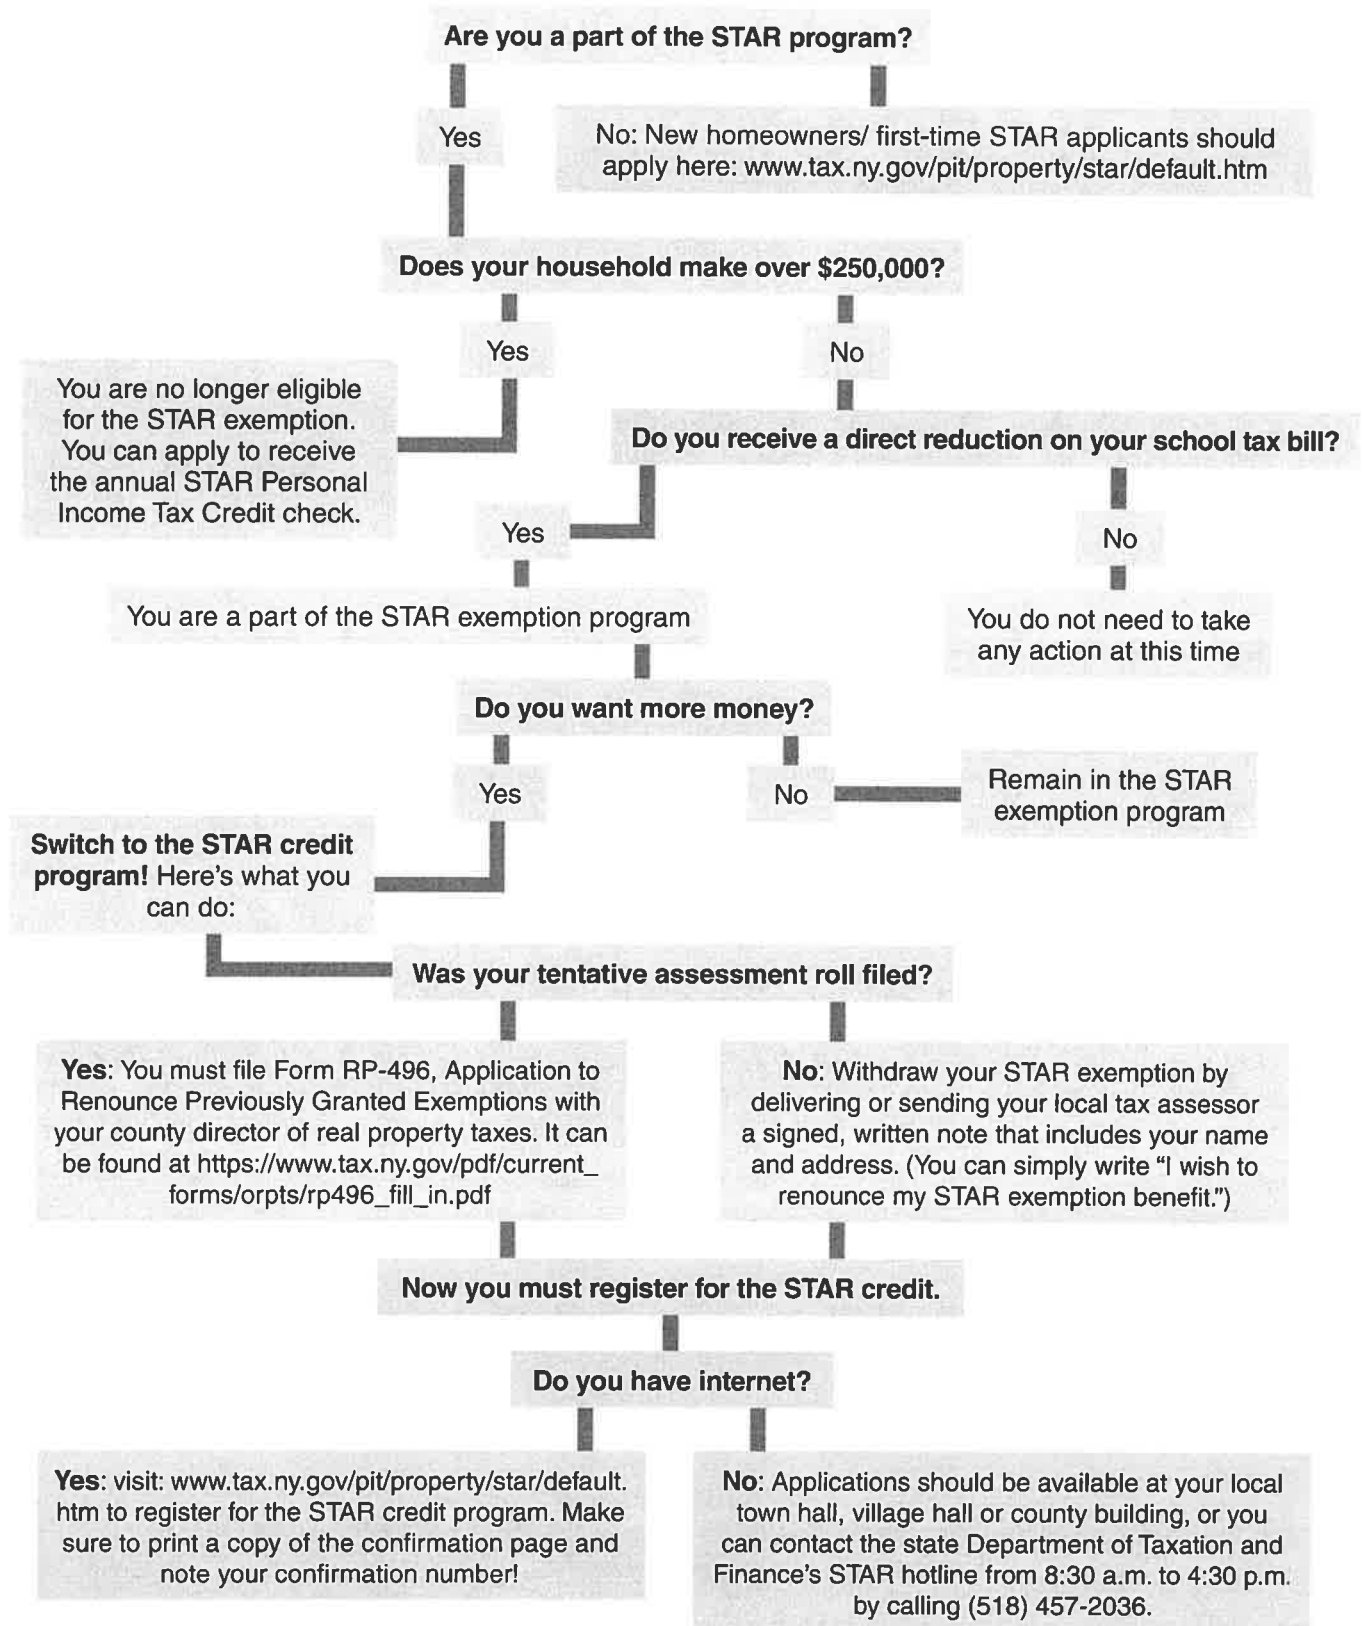 Are you a part of the STAR program?
Yes
No: New homeowners/ first-time STAR applicants should
apply here: www.tax.ny.gov/pit/property/star/default.htm
Does your household make over $250,000?
Yes
No
You are no longer eligible
for the STAR exemption.
You can apply to receive
the annual STAR Personal
Income Tax Credit check.
Do you receive a direct reduction on your school tax bill?
Yes
No
You are a part of the STAR exemption program
You do not need to take
any action at this time
Do you want more money?
Yes
No
Remain in the STAR
exemption program
Switch to the STAR credit
program! Here's what you
can do:
Was your tentative assessment roll filed?
Yes: You must file Form RP-496, Application to
Renounce Previously Granted Exemptions with
your county director of real property taxes. It can
be found at https://www.tax.ny.gov/pdf/current_
forms/orpts/rp496_fill_in.pdf
No: Withdraw your STAR exemption by
delivering or sending your local tax assessor
a signed, written note that includes your name
and address. (You can simply write “I wish to
renounce my STAR exemption benefit.”)
Now you must register for the STAR credit.
Do you have internet?
Yes: visit: www.tax.ny.gov/pit/property/star/default.
htm to register for the STAR credit program. Make
sure to print a copy of the confirmation page and
note your confirmation number!
No: Applications should be available at your local
town hall, village hall or county building, or you
can contact the state Department of Taxation and
Finance's STAR hotline from 8:30 a.m. to 4:30 p.m.
by calling (518) 457-2036.